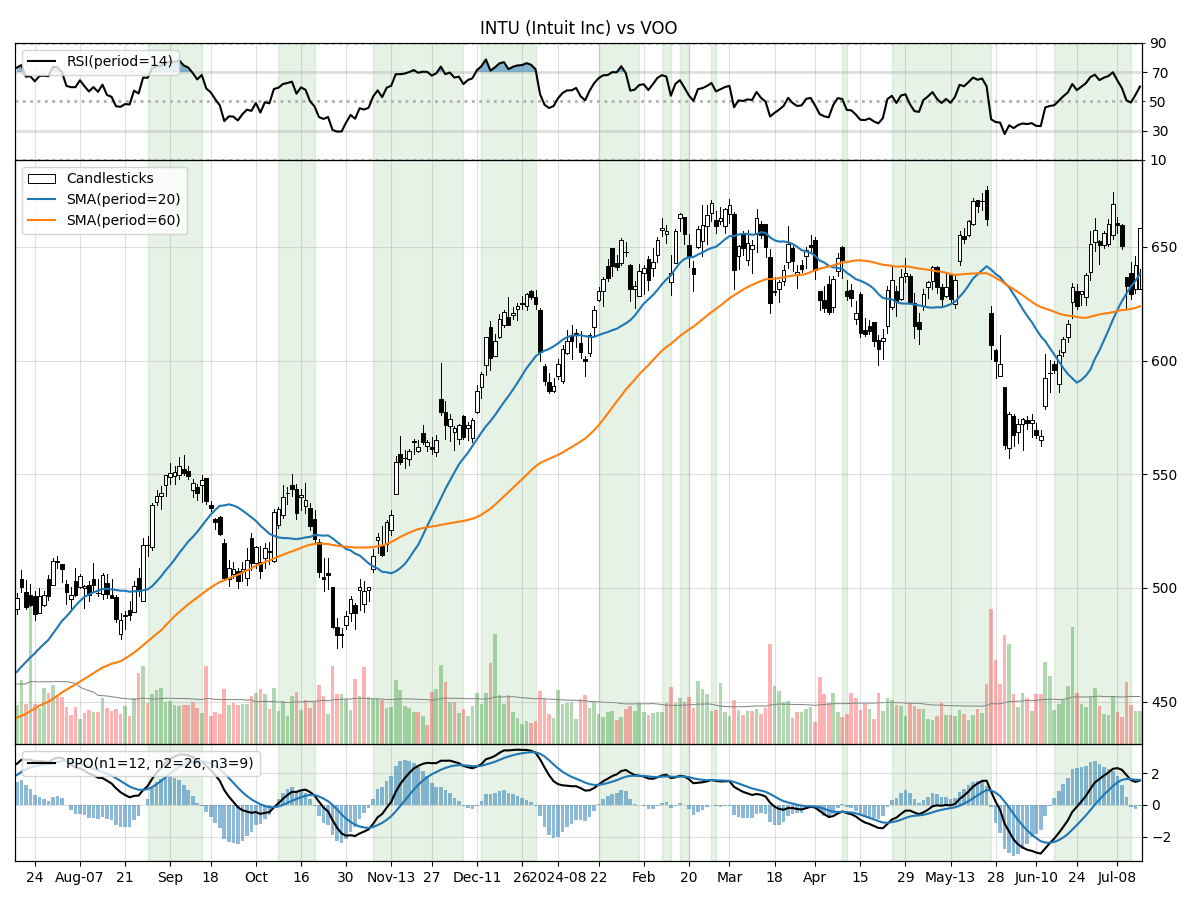 INTU (Intuit Inc) vs VOO
RSI(period=14)
90
70
50
30
10
Candlesticks
SMA(period=20)
SMA(period=60)
650
600
550
500
450
PPO(n1=12, n2=26, n3=9)
2
0
−2
24 Aug-07 21 Sep 18 Oct 16 30 Nov-13 27 Dec-11 26 2024-08 22 Feb 20 Mar 18 Apr 15 29 May-13 28 Jun-10 24 Jul-08